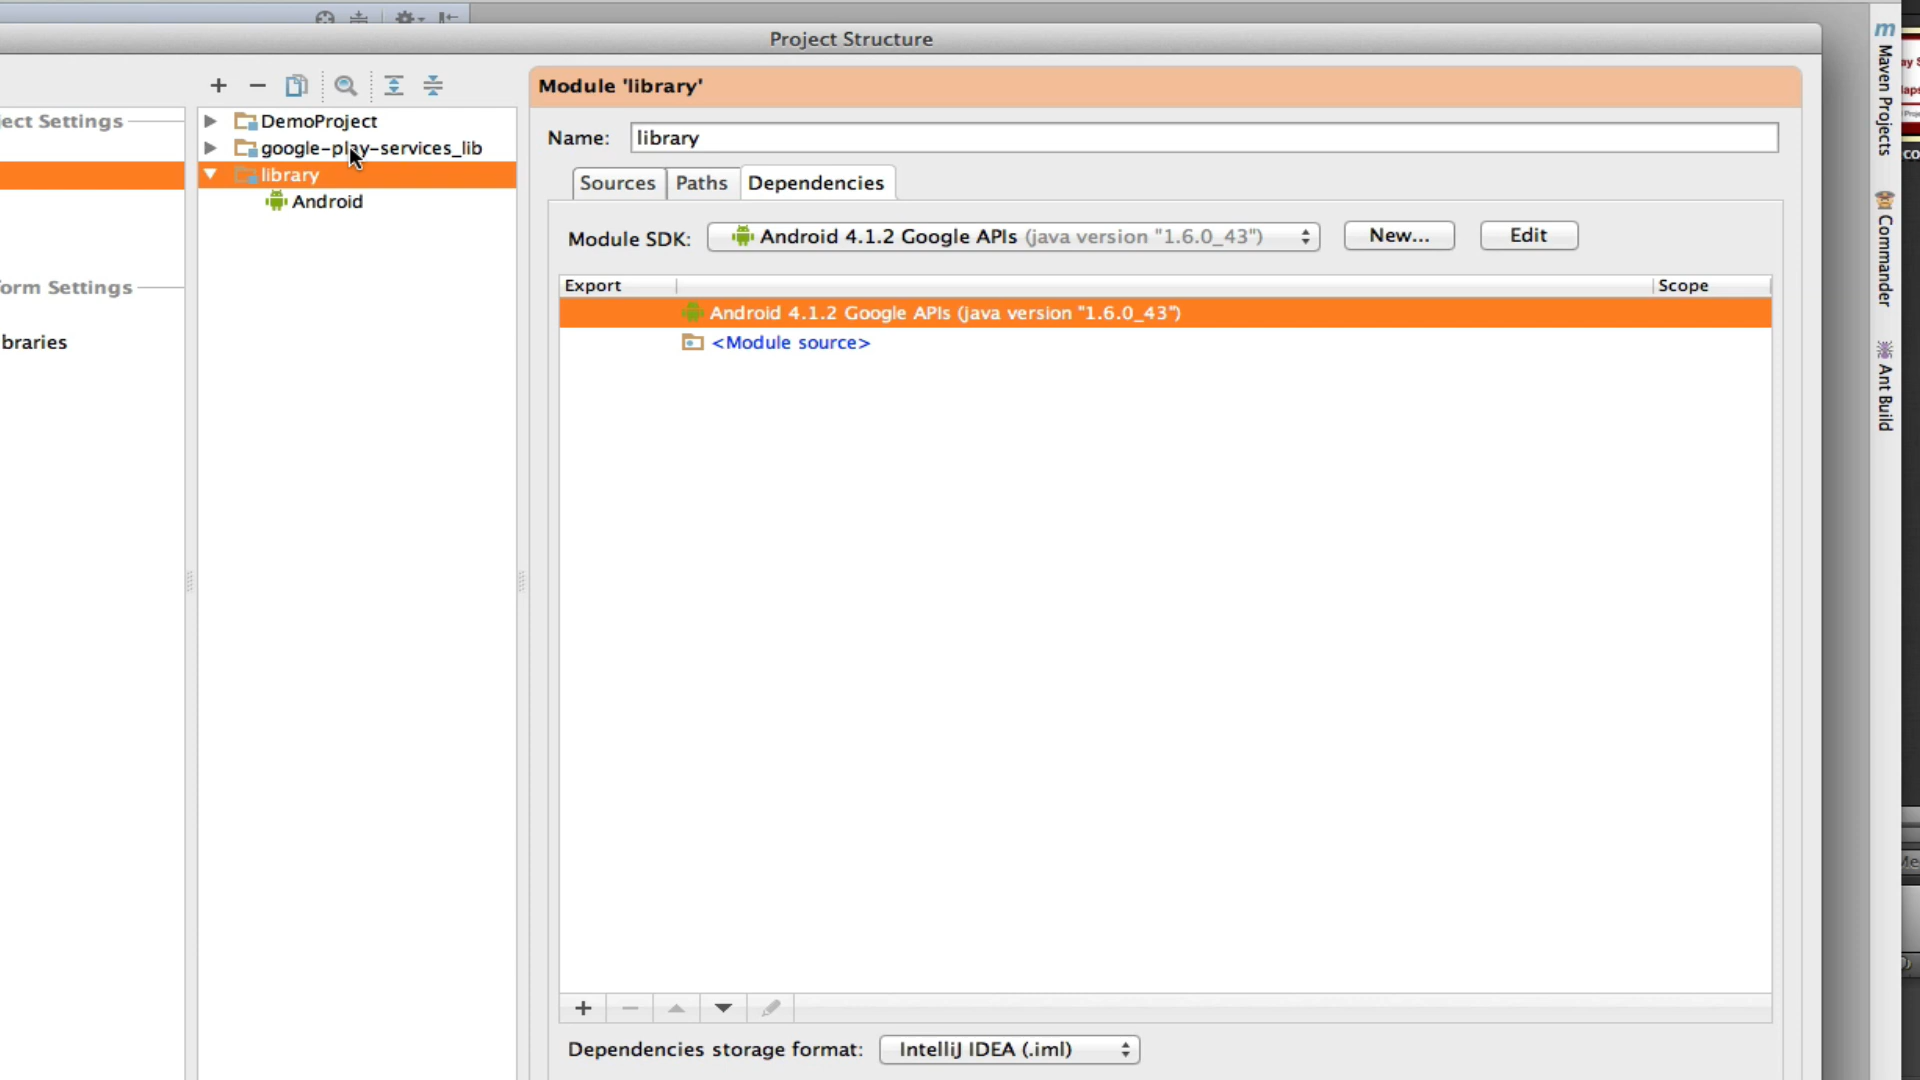 Project Structure
ect Settings
DemoProject
google-play-services_lib
library
Android
orm Settings
braries
Module 'library'
Name: library
Sources Paths Dependencies
Module SDK: Android 4.1.2 Google APIs (java version "1.6.0_43") New... Edit
Export Scope
Android 4.1.2 Google APIs (java version "1.6.0_43")
<Module source>
Dependencies storage format: IntelliJ IDEA (.iml)
m Maven Projects
Commander
Ant Build